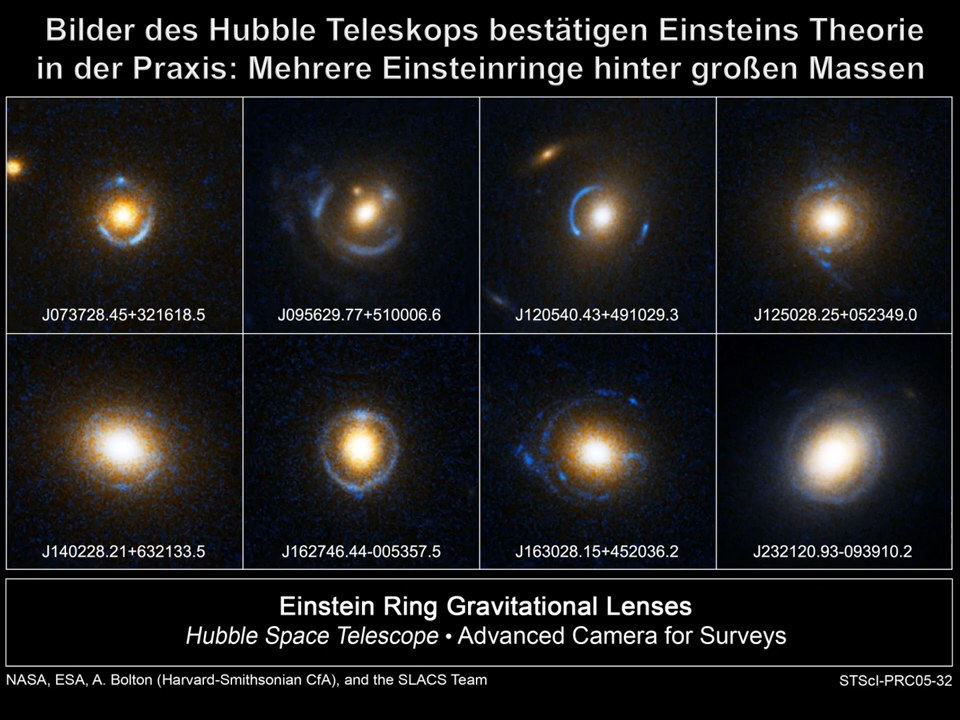 Bilder des Hubble Teleskops bestätigen Einsteins Theorie
in der Praxis: Mehrere Einsteinringe hinter großen Massen
J073728.45+321618.5
J095629.77+510006.6
J120540.43+491029.3
J125028.25+052349.0
J140228.21+632133.5
J162746.44-005357.5
J163028.15+452036.2
J232120.93-093910.2
Einstein Ring Gravitational Lenses
Hubble Space Telescope • Advanced Camera for Surveys
NASA, ESA, A. Bolton (Harvard-Smithsonian CfA), and the SLACS Team
STScI-PRC05-32